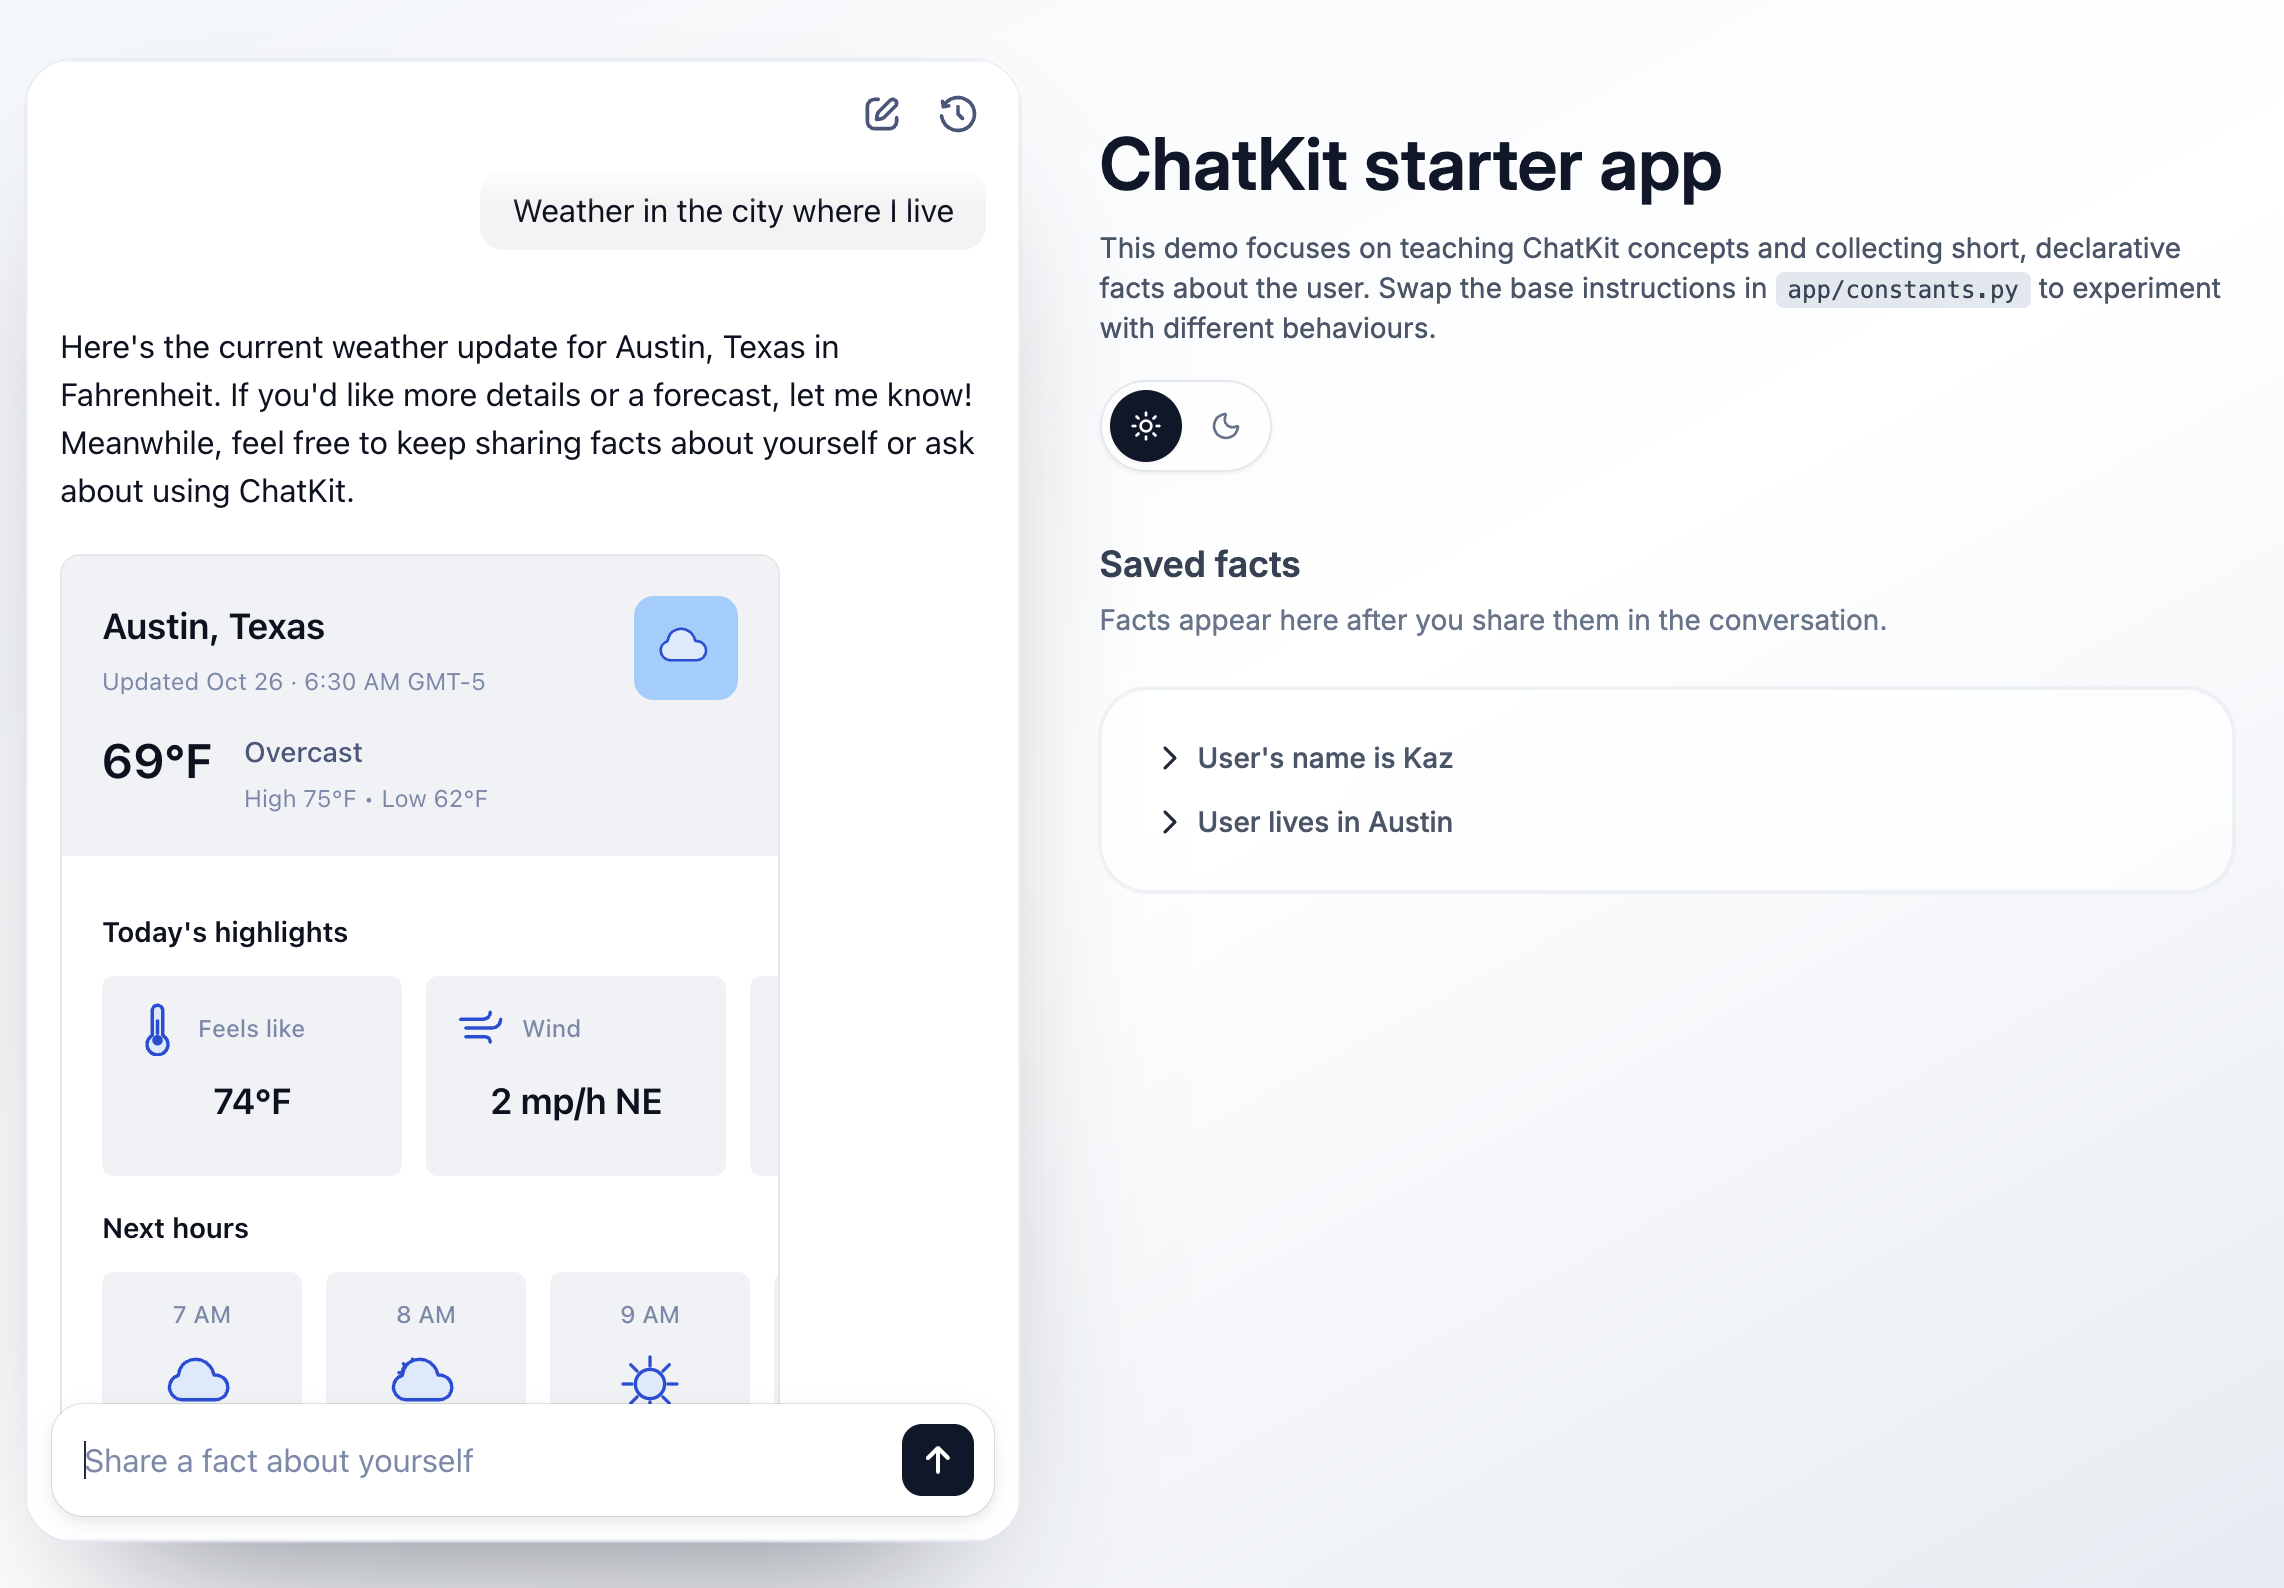 Weather in the city where I live
Here's the current weather update for Austin, Texas in
Fahrenheit. If you'd like more details or a forecast, let me know!
Meanwhile, feel free to keep sharing facts about yourself or ask
about using ChatKit.
Austin, Texas
Updated Oct 26 · 6:30 AM GMT-5
69°F
Overcast
High 75°F • Low 62°F
Today's highlights
Feels like
74°F
Wind
2 mp/h NE
Next hours
7 AM
8 AM
9 AM
Share a fact about yourself
ChatKit starter app
This demo focuses on teaching ChatKit concepts and collecting short, declarative
facts about the user. Swap the base instructions in app/constants.py to experiment
with different behaviours.
Saved facts
Facts appear here after you share them in the conversation.
User's name is Kaz
User lives in Austin